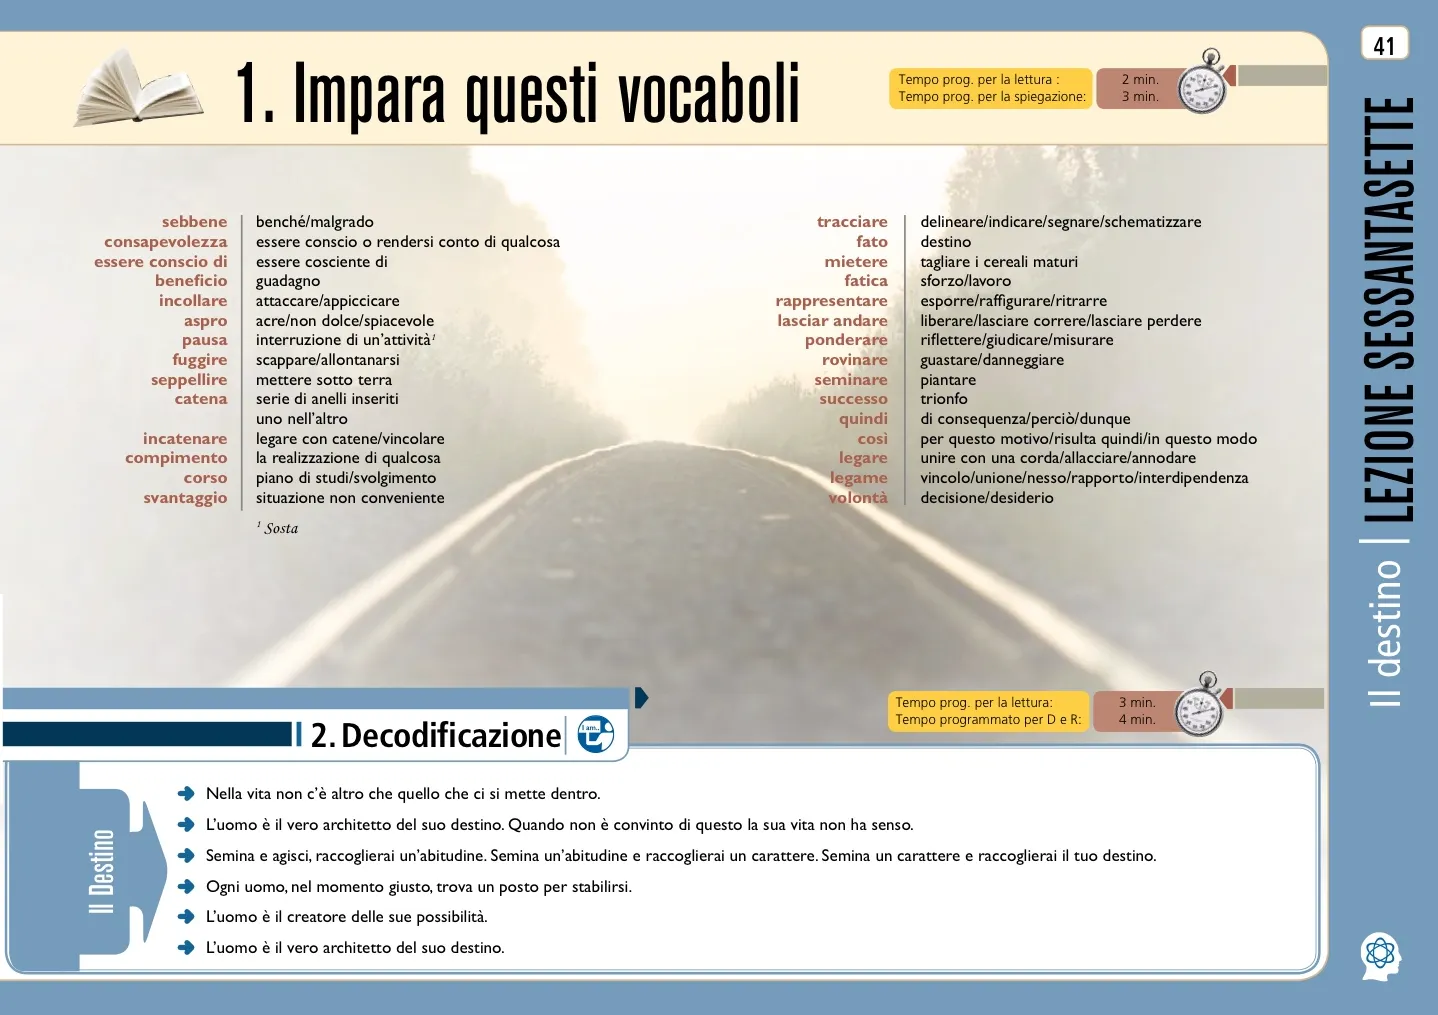 1. Impara questi vocaboli
Tempo prog. per la lettura : 2 min.
Tempo prog. per la spiegazione: 3 min.
41
LEZIONE SESSANTASETTE
Il destino
sebbene benché/malgrado
consapevolezza essere conscio o rendersi conto di qualcosa
essere conscio di essere cosciente di
beneficio guadagno
incollare attaccare/appiccicare
aspro acre/non dolce/spiacevole
pausa interruzione di un'attività¹
fuggire scappare/allontanarsi
seppellire mettere sotto terra
catena serie di anelli inseriti
uno nell'altro
incatenare legare con catene/vincolare
compimento la realizzazione di qualcosa
corso piano di studi/svolgimento
svantaggio situazione non conveniente
¹ Sosta
tracciare delineare/indicare/segnare/schematizzare
fato destino
mietere tagliare i cereali maturi
fatica sforzo/lavoro
rappresentare esporre/raffigurare/ritrarre
lasciar andare liberare/lasciare correre/lasciare perdere
ponderare riflettere/giudicare/misurare
rovinare guastare/danneggiare
seminare piantare
successo trionfo
quindi di consequenza/perciò/dunque
così per questo motivo/risulta quindi/in questo modo
legare unire con una corda/allacciare/annodare
legame vincolo/unione/nesso/rapporto/interdipendenza
volontà decisione/desiderio
2. Decodificazione
I am...
Tempo prog. per la lettura: 3 min.
Tempo programmato per D e R: 4 min.
Il Destino
Nella vita non c'è altro che quello che ci si mette dentro.
L'uomo è il vero architetto del suo destino. Quando non è convinto di questo la sua vita non ha senso.
Semina e agisci, raccoglierai un'abitudine. Semina un'abitudine e raccoglierai un carattere. Semina un carattere e raccoglierai il tuo destino.
Ogni uomo, nel momento giusto, trova un posto per stabilirsi.
L'uomo è il creatore delle sue possibilità.
L'uomo è il vero architetto del suo destino.